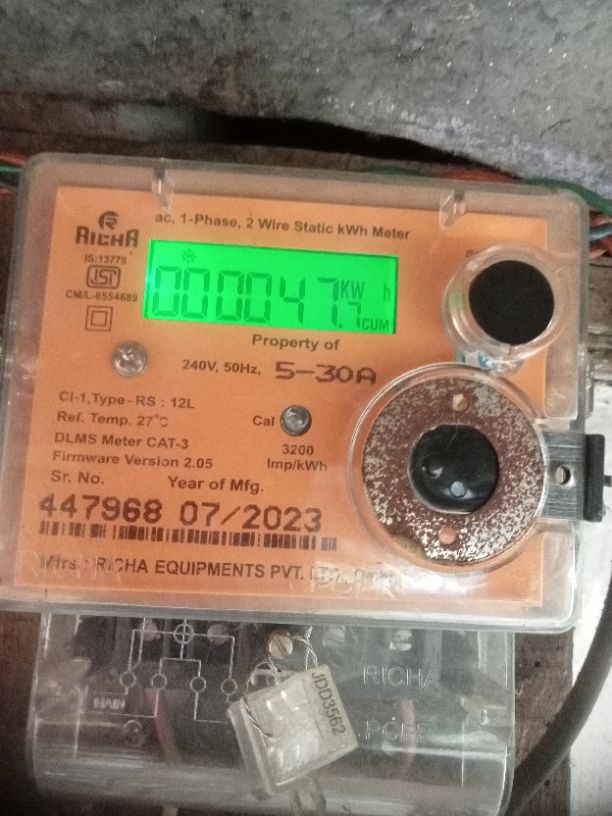 RICHA
ac, 1-Phase, 2 Wire Static kWh Meter
IS:13779
ISI
CM/L-8554689
000047.7 KW h
CUM
Property of
240V, 50Hz, 5-30A
Cl-1, Type-RS : 12L
Ref. Temp. 27°C
Cal
3200
Imp/kWh
DLMS Meter CAT-3
Firmware Version 2.05
Sr. No. Year of Mfg.
447968 07/2023
Mfrs : RICHA EQUIPMENTS PVT.
JDD3562
RICHA
MAIN